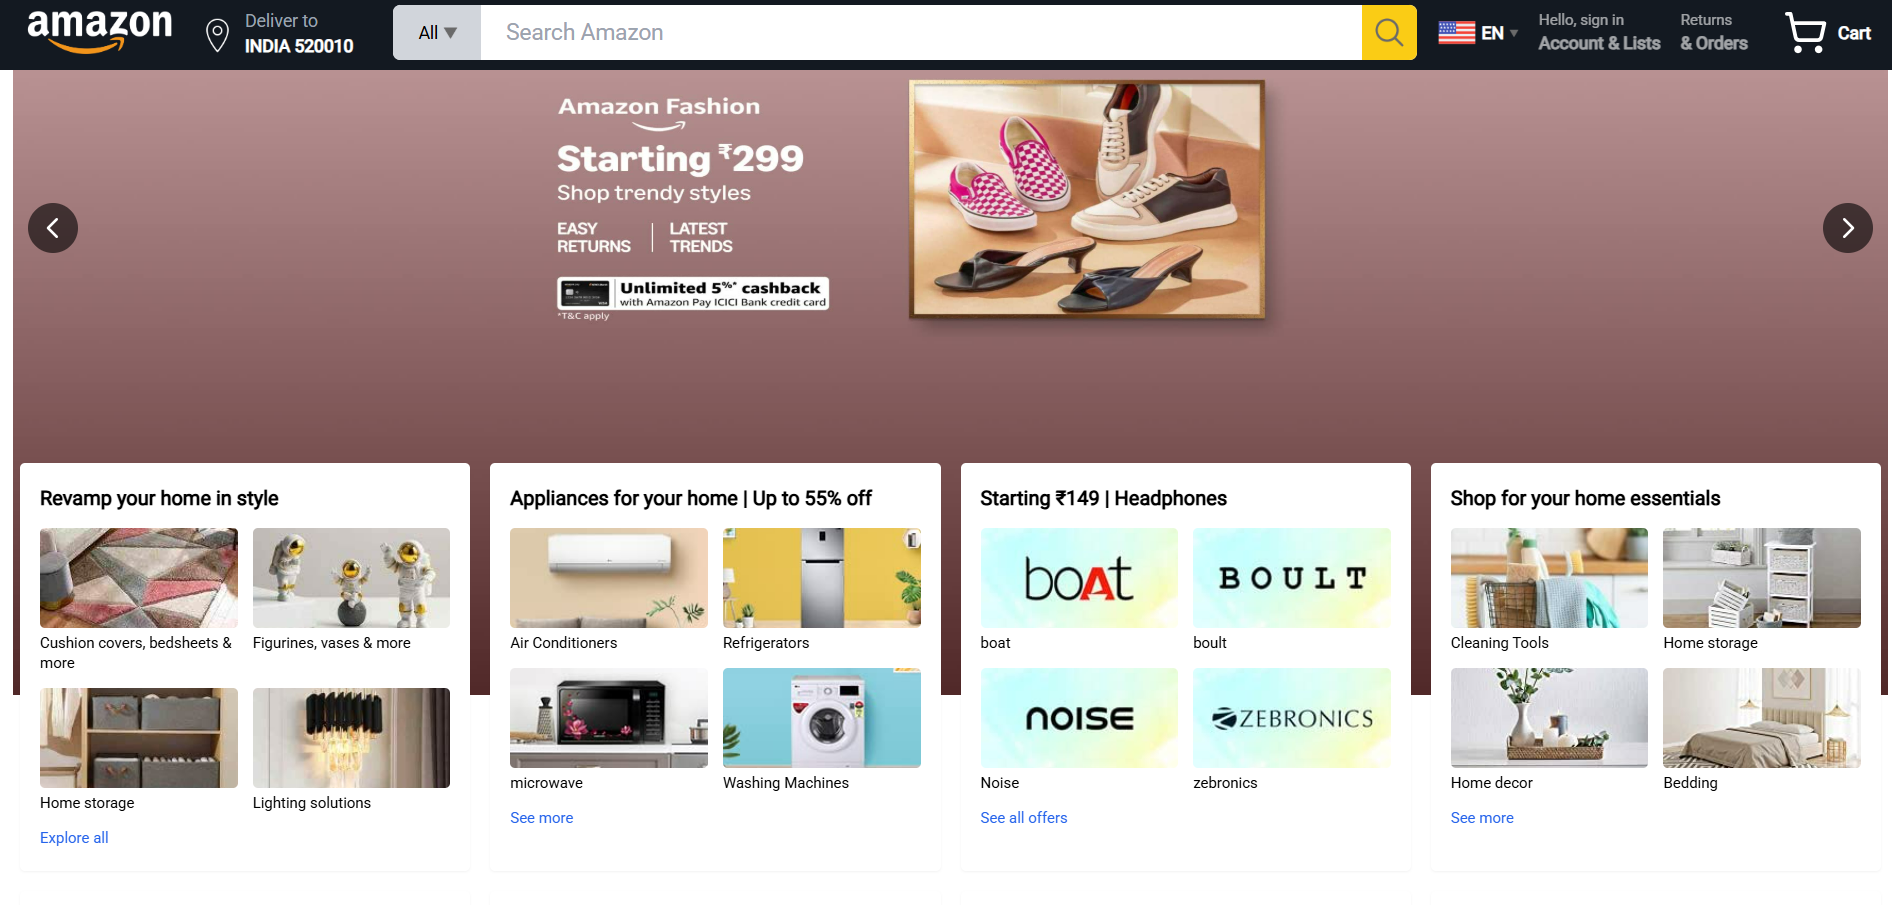 amazon
Deliver to
INDIA 520010
All ▼
Search Amazon
EN ▼
Hello, sign in
Account & Lists
Returns
& Orders
Cart
Amazon Fashion
Starting ₹299
Shop trendy styles
EASY
RETURNS
LATEST
TRENDS
Unlimited 5%* cashback
with Amazon Pay ICICI Bank credit card
*T&C apply
Revamp your home in style
Cushion covers, bedsheets &
more
Figurines, vases & more
Home storage
Lighting solutions
Explore all
Appliances for your home | Up to 55% off
Air Conditioners
Refrigerators
microwave
Washing Machines
See more
Starting ₹149 | Headphones
boAt
BOULT
boat
boult
NOISE
ZEBRONICS
Noise
zebronics
See all offers
Shop for your home essentials
Cleaning Tools
Home storage
Home decor
Bedding
See more